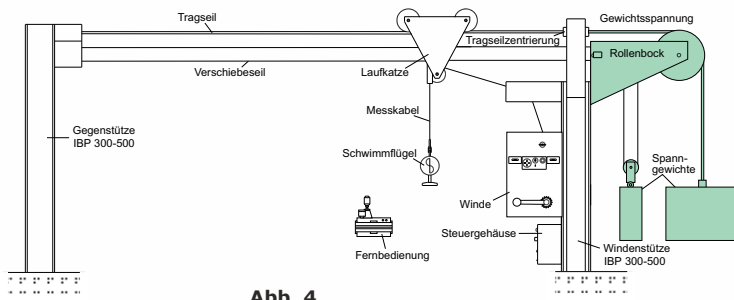 Tragseil
Gewichtsspannung
Tragseilzentrierung
Rollenbock
Verschiebeseil
Laufkatze
Messkabel
Gegenstütze
IBP 300-500
Schwimmflügel
Spann-
gewichte
Winde
Steuergehäuse
Fernbedienung
Windenstütze
IBP 300-500
Abb. 4